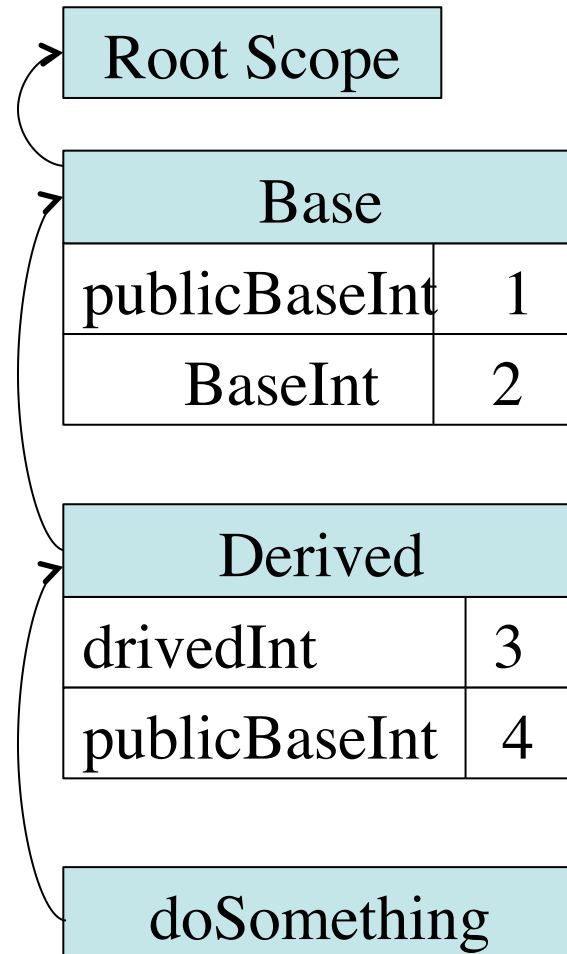 Root Scope
Base
publicBaseInt 1
BaseInt 2
Derived
drivedInt 3
publicBaseInt 4
doSomething